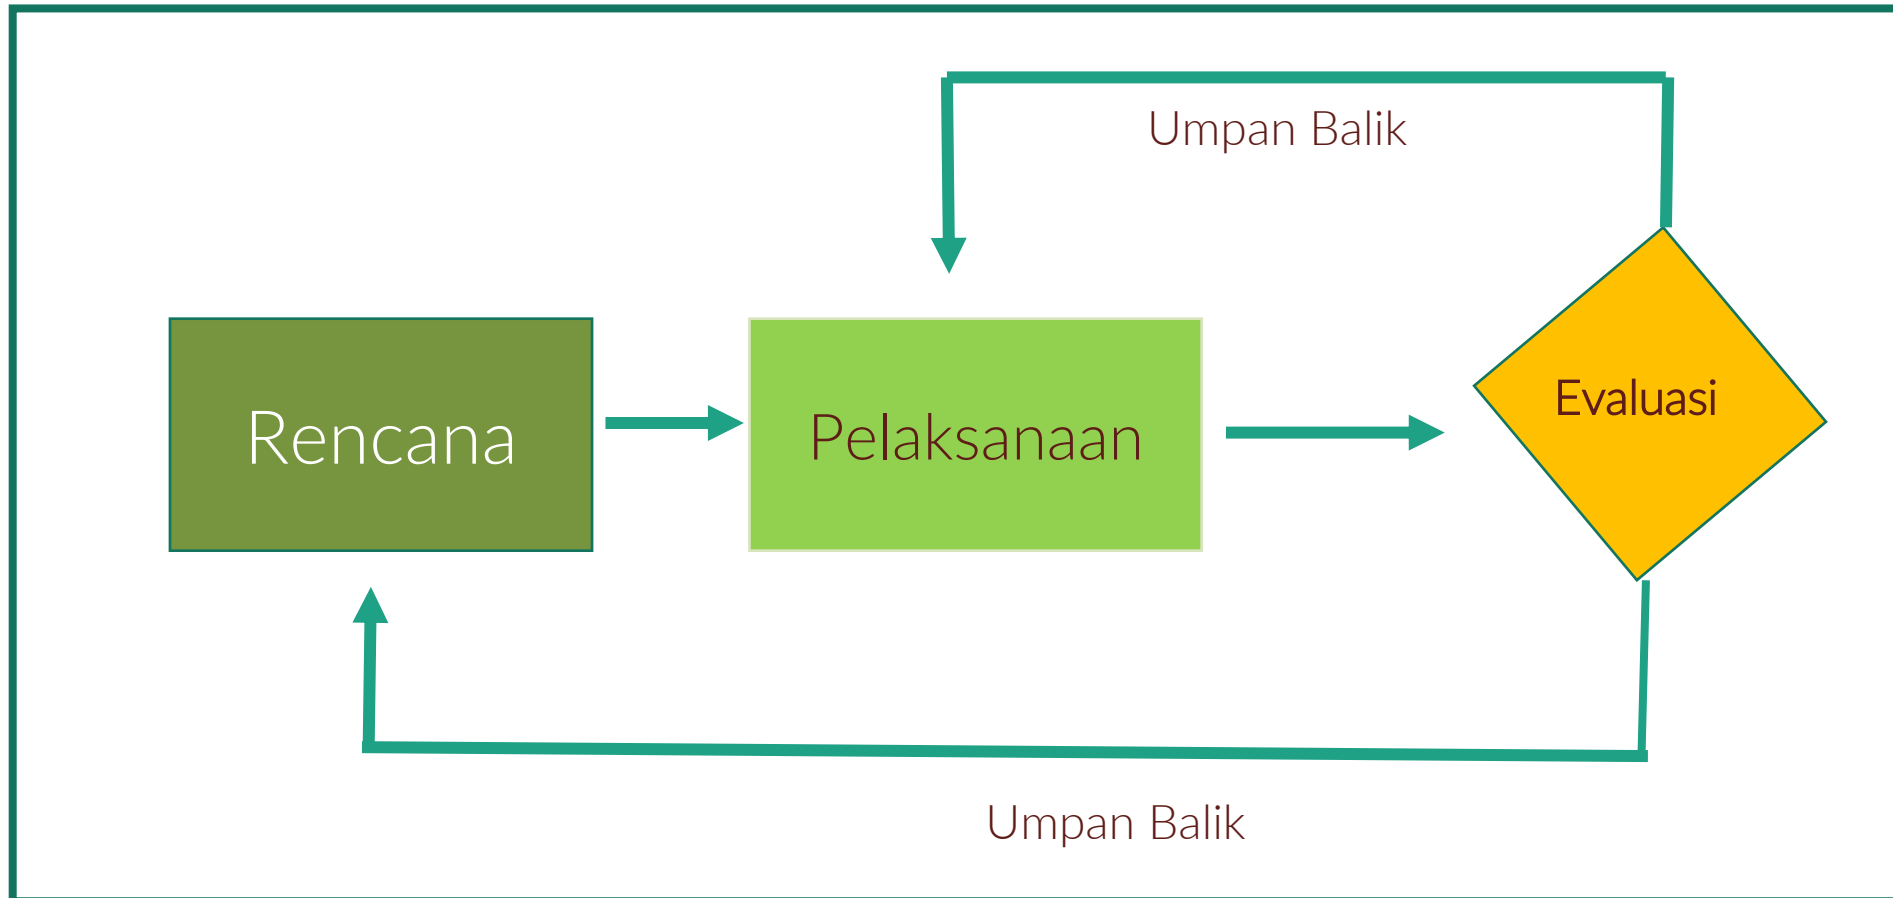 Umpan Balik
Rencana
Pelaksanaan
Evaluasi
Umpan Balik